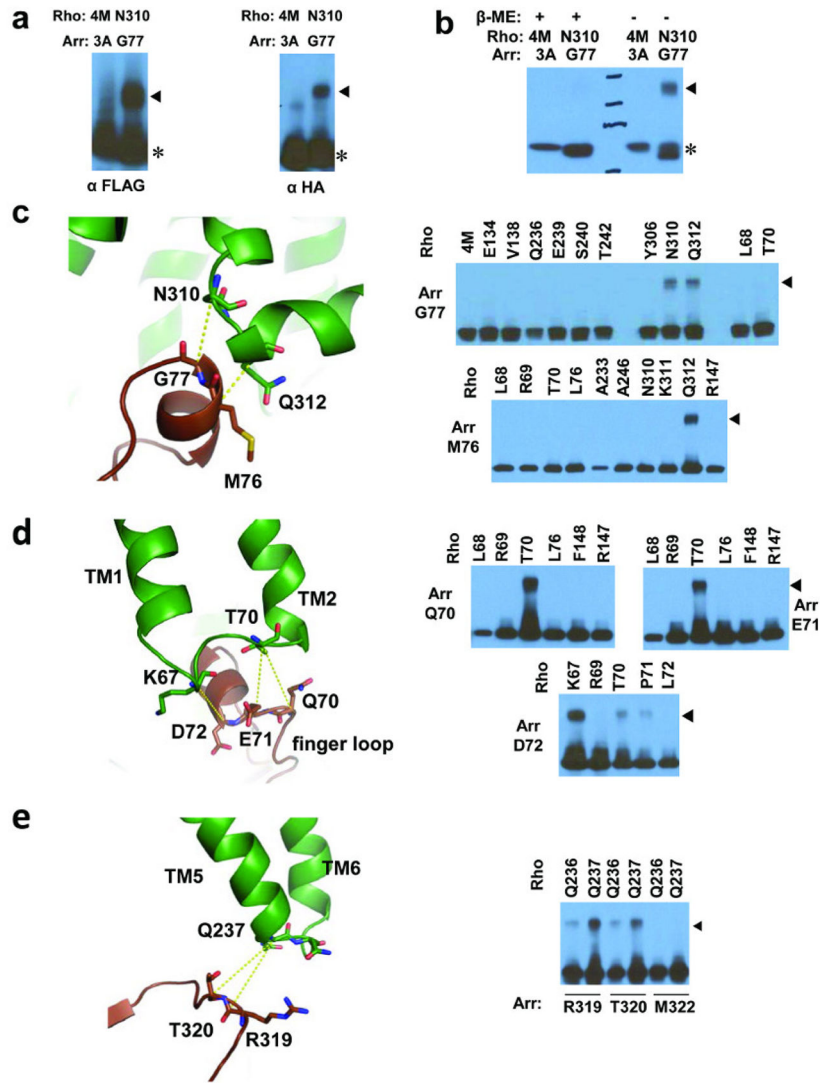 a
Rho: 4M N310
Arr: 3A G77
α FLAG
*
Rho: 4M N310
Arr: 3A G77
α HA
*
b
β-ME: + + - -
Rho: 4M N310 4M N310
Arr: 3A G77 3A G77
*
c
N310
G77
Q312
M76
Rho 4M E134 V138 Q236 E239 S240 T242 Y306 N310 Q312 L68 T70
Arr
G77
Rho L68 R69 T70 L76 A233 A246 N310 K311 Q312 R147
Arr
M76
d
TM1
TM2
T70
K67
Q70
D72
E71
finger loop
Rho L68 R69 T70 L76 F148 R147
Arr
Q70
L68 R69 T70 L76 F148 R147
Arr
E71
Rho K67 R69 T70 P71 L72
Arr
D72
e
TM5
TM6
Q237
T320
R319
Rho Q236 Q237 Q236 Q237 Q236 Q237
Arr: R319 T320 M322